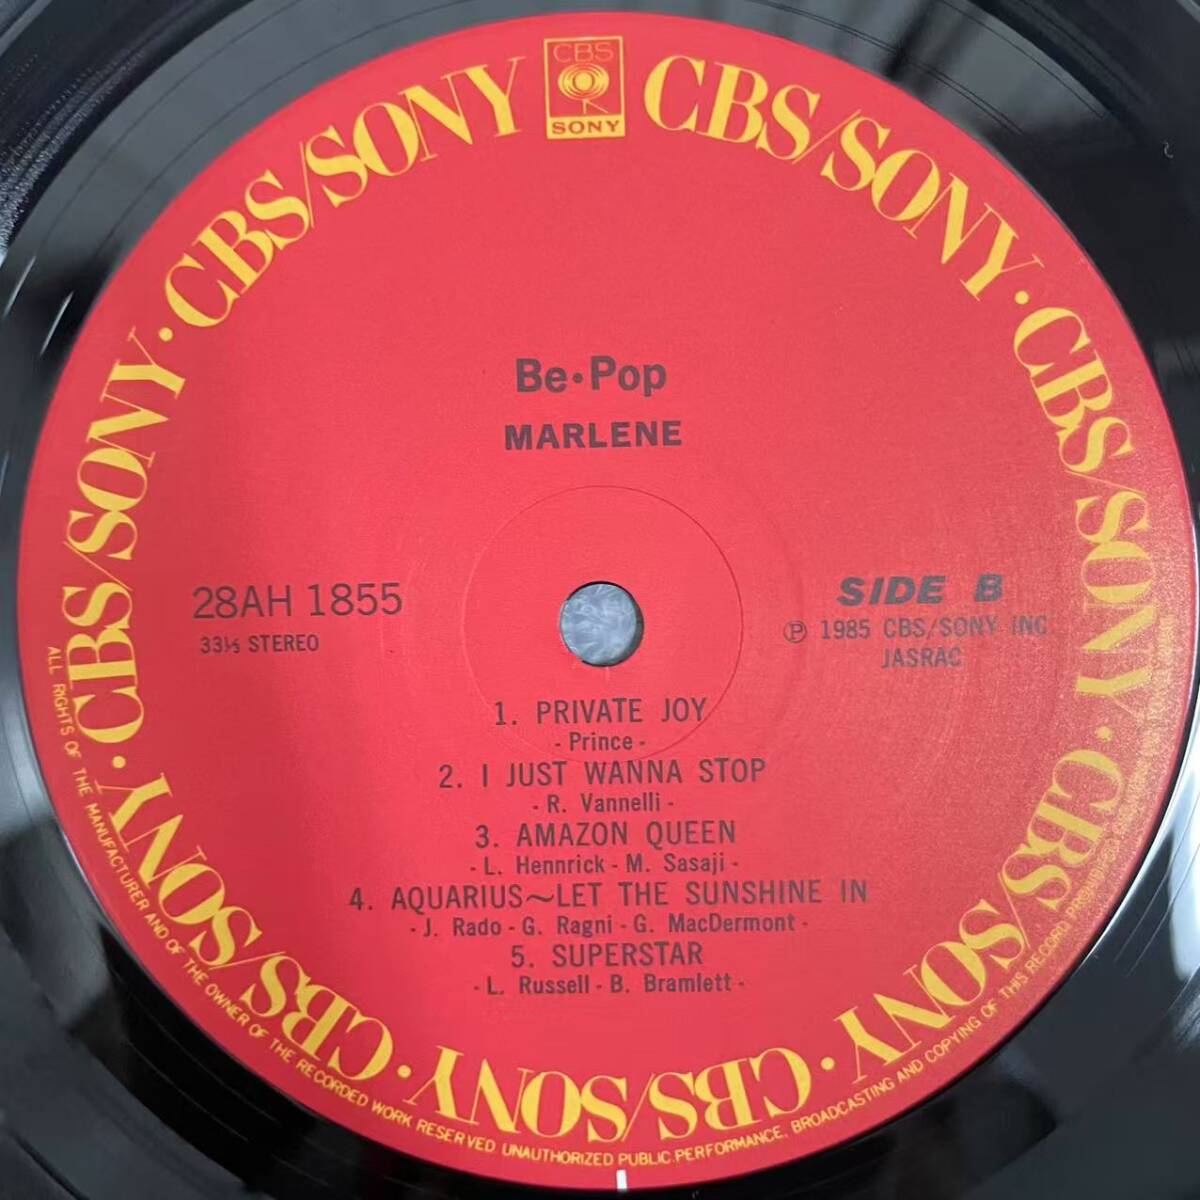 CBS
SONY
CBS/SONY · CBS/SONY · CBS/SONY · CBS/SONY · CBS/SONY · CBS/SONY · CBS/SONY · CBS/SONY
Be·Pop
MARLENE
28AH 1855
33⅓ STEREO
SIDE B
Ⓟ 1985 CBS/SONY INC.
JASRAC
1. PRIVATE JOY
- Prince -
2. I JUST WANNA STOP
- R. Vannelli -
3. AMAZON QUEEN
- L. Hennrick - M. Sasaji -
4. AQUARIUS~LET THE SUNSHINE IN
- J. Rado - G. Ragni - G. MacDermont -
5. SUPERSTAR
- L. Russell - B. Bramlett -
ALL RIGHTS OF THE MANUFACTURER AND OF THE OWNER OF THE RECORDED WORK RESERVED UNAUTHORIZED PUBLIC PERFORMANCE, BROADCASTING AND COPYING OF THIS RECORD PROHIBITED